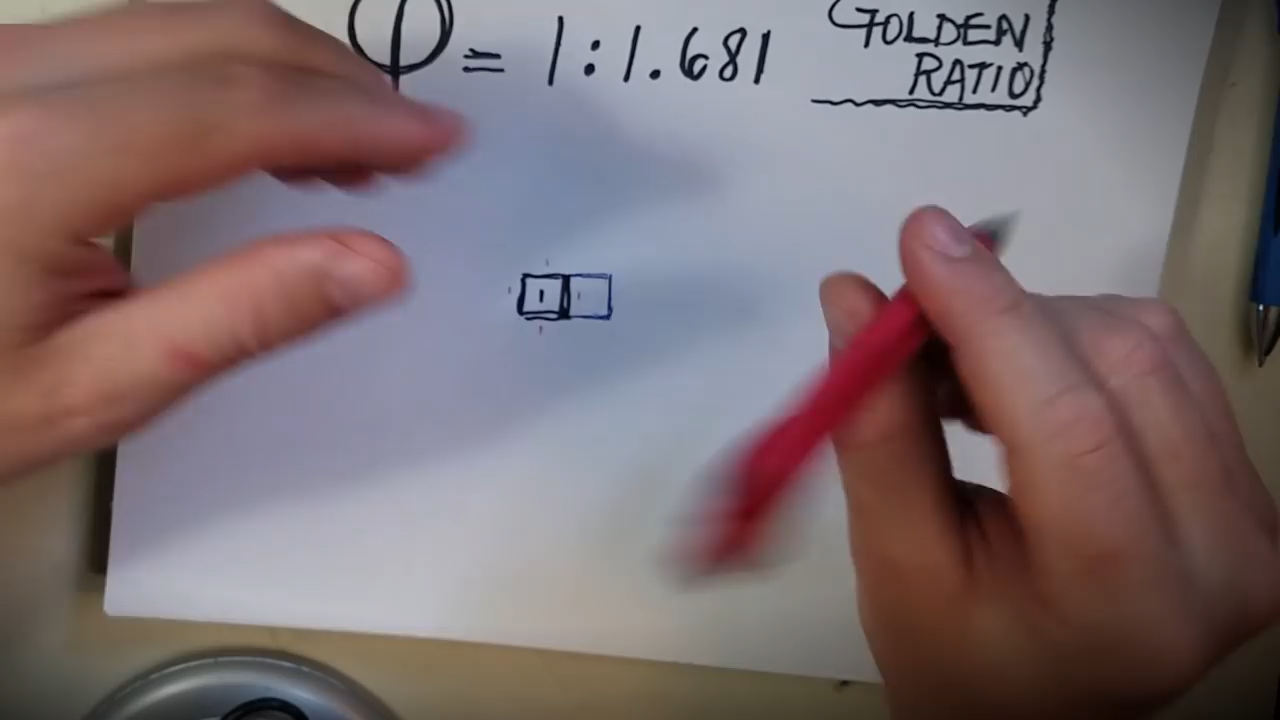 φ = 1:1.681
GOLDEN
RATIO
1